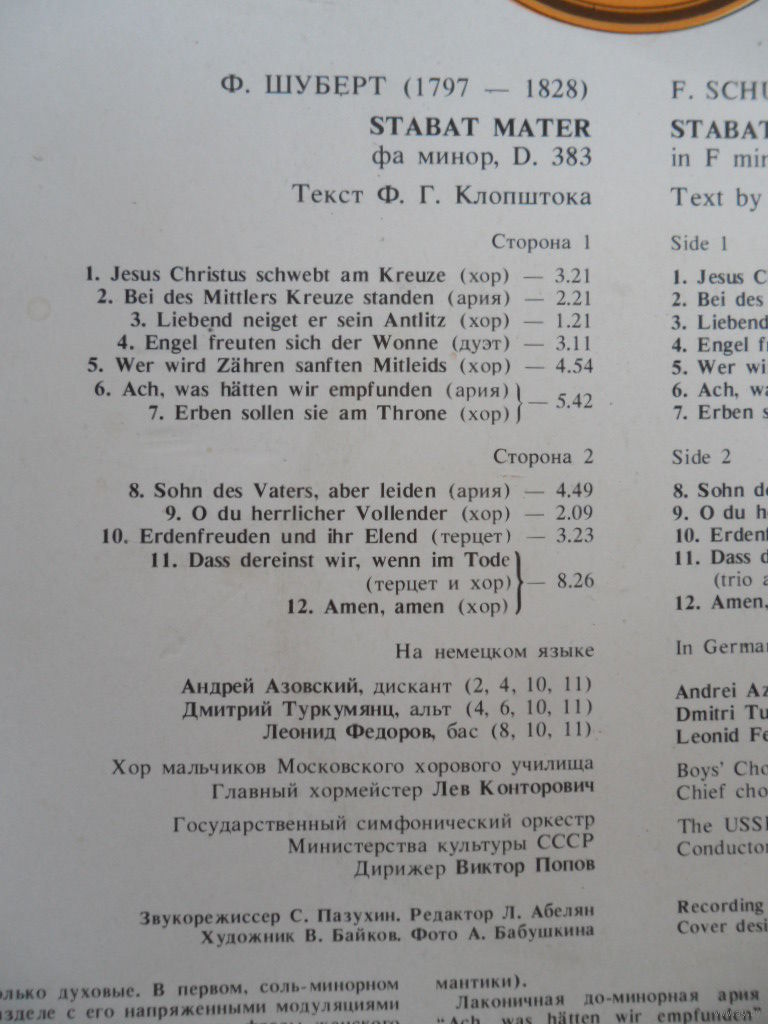 Ф. ШУБЕРТ (1797 — 1828)
STABAT MATER
фа минор, D. 383
Текст Ф. Г. Клопштока
Сторона 1
1. Jesus Christus schwebt am Kreuze (хор) — 3.21
2. Bei des Mittlers Kreuze standen (ария) — 2.21
3. Liebend neiget er sein Antlitz (хор) — 1.21
4. Engel freuten sich der Wonne (дуэт) — 3.11
5. Wer wird Zähren sanften Mitleids (хор) — 4.54
6. Ach, was hätten wir empfunden (ария)
7. Erben sollen sie am Throne (хор) — 5.42
Сторона 2
8. Sohn des Vaters, aber leiden (ария) — 4.49
9. O du herrlicher Vollender (хор) — 2.09
10. Erdenfreuden und ihr Elend (терцет) — 3.23
11. Dass dereinst wir, wenn im Tode
(терцет и хор) — 8.26
12. Amen, amen (хор)
На немецком языке
Андрей Азовский, дискант (2, 4, 10, 11)
Дмитрий Туркумянц, альт (4, 6, 10, 11)
Леонид Федоров, бас (8, 10, 11)
Хор мальчиков Московского хорового училища
Главный хормейстер Лев Конторович
Государственный симфонический оркестр
Министерства культуры СССР
Дирижер Виктор Попов
Звукорежиссер С. Пазухин. Редактор Л. Абелян
Художник В. Байков. Фото А. Бабушкина
F. SCHU
STABAT
in F min
Text by
Side 1
1. Jesus C
2. Bei des
3. Liebend
4. Engel f
5. Wer wi
6. Ach, wa
7. Erben s
Side 2
8. Sohn de
9. O du h
10. Erdenf
11. Dass d
(trio a
12. Amen,
In German
Andrei Az
Dmitri Tu
Leonid Fe
Boys' Cho
Chief cho
The USSR
Conductor
Recording
Cover desi
олько духовые. В первом, соль-минорном
азделе с его напряженными модуляциями
мантики).
Лаконичная до-минорная ария
"Ach, was hätten wir empfunden"